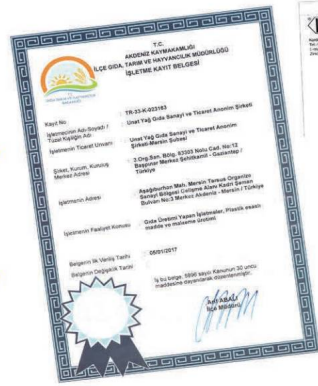 T.C.
AKDENİZ KAYMAKAMLIĞI
İLÇE GIDA, TARIM VE HAYVANCILIK MÜDÜRLÜĞÜ
İŞLETME KAYIT BELGESİ
Kayıt No : TR-33-K-023163
İşletmecinin Adı-Soyadı / Tüzel Kişiliğin Adı : Unat Yağ Gıda Sanayi ve Ticaret Anonim Şirketi
İşletmenin Ticaret Unvanı : Unat Yağ Gıda Sanayi ve Ticaret Anonim
Şirketi-Mersin Şubesi
Şirket, Kurum, Kuruluş
Merkez Adresi
: 3.Org.San. Bölg. 83303 Nolu Cad. No:12
Başpınar Merkez Şehitkamil - Gaziantep /
Türkiye
İşletmenin Adresi : Aşağıburhan Mah. Mersin Tarsus Organize
Sanayi Bölgesi Gelişme Alanı Kadri Şaman
Bulvarı No:3 Merkez Akdeniz - Mersin / Türkiye
İşletmenin Faaliyet Konusu : Gıda Üretimi Yapan İşletmeler, Plastik esaslı
madde ve malzeme üretimi
Belgenin İlk Veriliş Tarihi : 05/01/2017
Belgenin Değişiklik Tarihi :
İş bu belge, 5996 sayılı Kanunun 30 uncu
maddesine dayanılarak düzenlenmiştir.
İlçe Müdürü